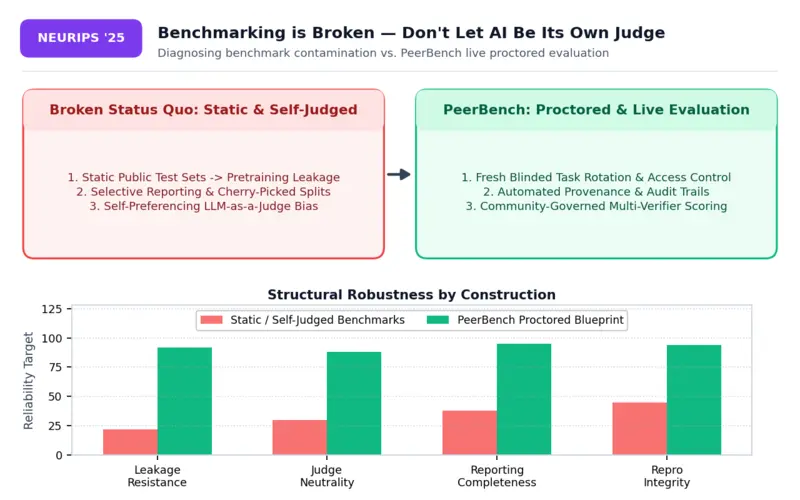 NEURIPS '25
Benchmarking is Broken — Don't Let AI Be Its Own Judge
Diagnosing benchmark contamination vs. PeerBench live proctored evaluation
Broken Status Quo: Static & Self-Judged
1. Static Public Test Sets -> Pretraining Leakage
2. Selective Reporting & Cherry-Picked Splits
3. Self-Preferencing LLM-as-a-Judge Bias
PeerBench: Proctored & Live Evaluation
1. Fresh Blinded Task Rotation & Access Control
2. Automated Provenance & Audit Trails
3. Community-Governed Multi-Verifier Scoring
Structural Robustness by Construction
Static / Self-Judged Benchmarks
PeerBench Proctored Blueprint
Reliability Target
125
100
75
50
25
0
Leakage
Resistance
Judge
Neutrality
Reporting
Completeness
Repro
Integrity